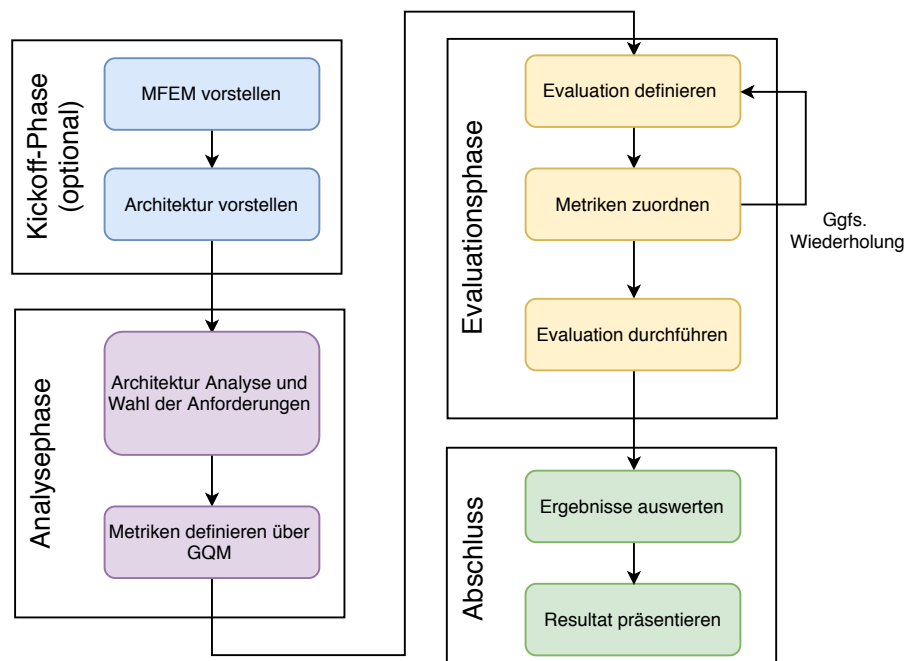 Kickoff-Phase
(optional)
MFEM vorstellen
Architektur vorstellen
Analysephase
Architektur Analyse und
Wahl der Anforderungen
Metriken definieren über
GQM
Evaluationsphase
Evaluation definieren
Metriken zuordnen
Ggfs.
Wiederholung
Evaluation durchführen
Abschluss
Ergebnisse auswerten
Resultat präsentieren